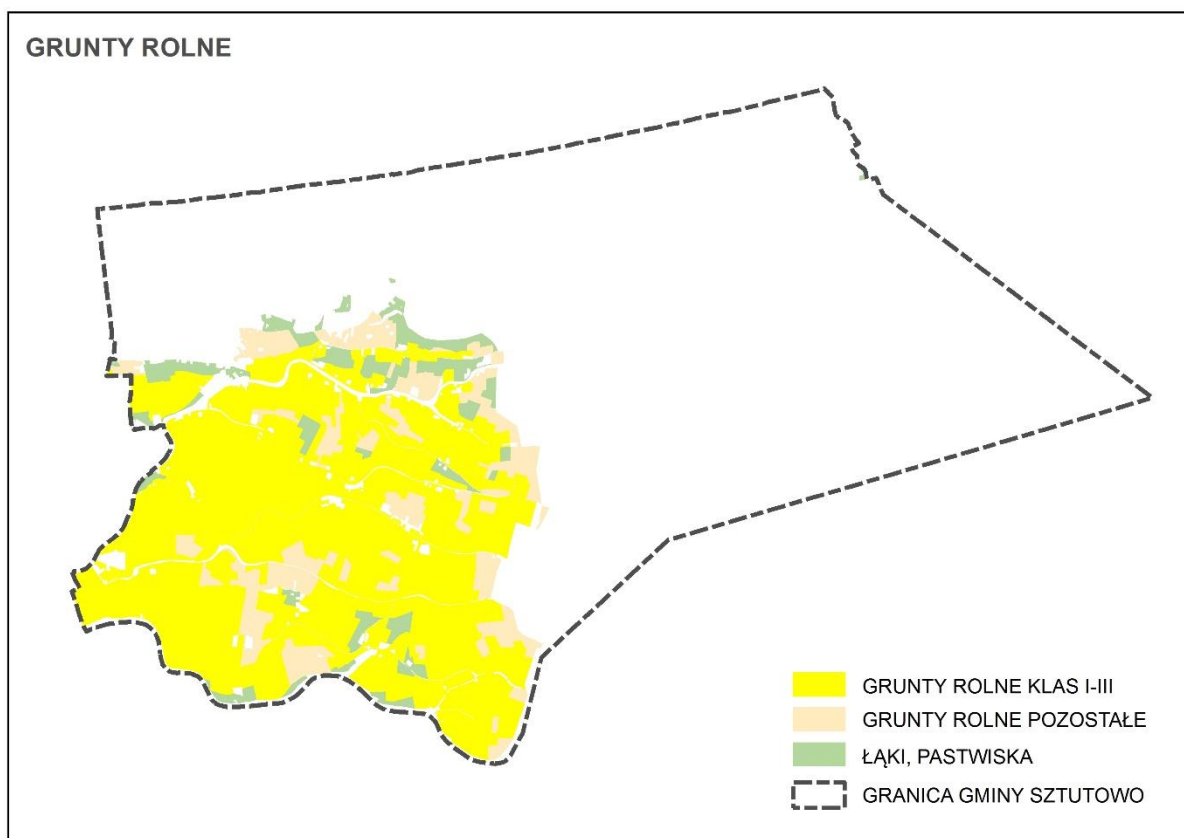 GRUNTY ROLNE
GRUNTY ROLNE KLAS I-III
GRUNTY ROLNE POZOSTAŁE
ŁĄKI, PASTWISKA
GRANICA GMINY SZTUTOWO